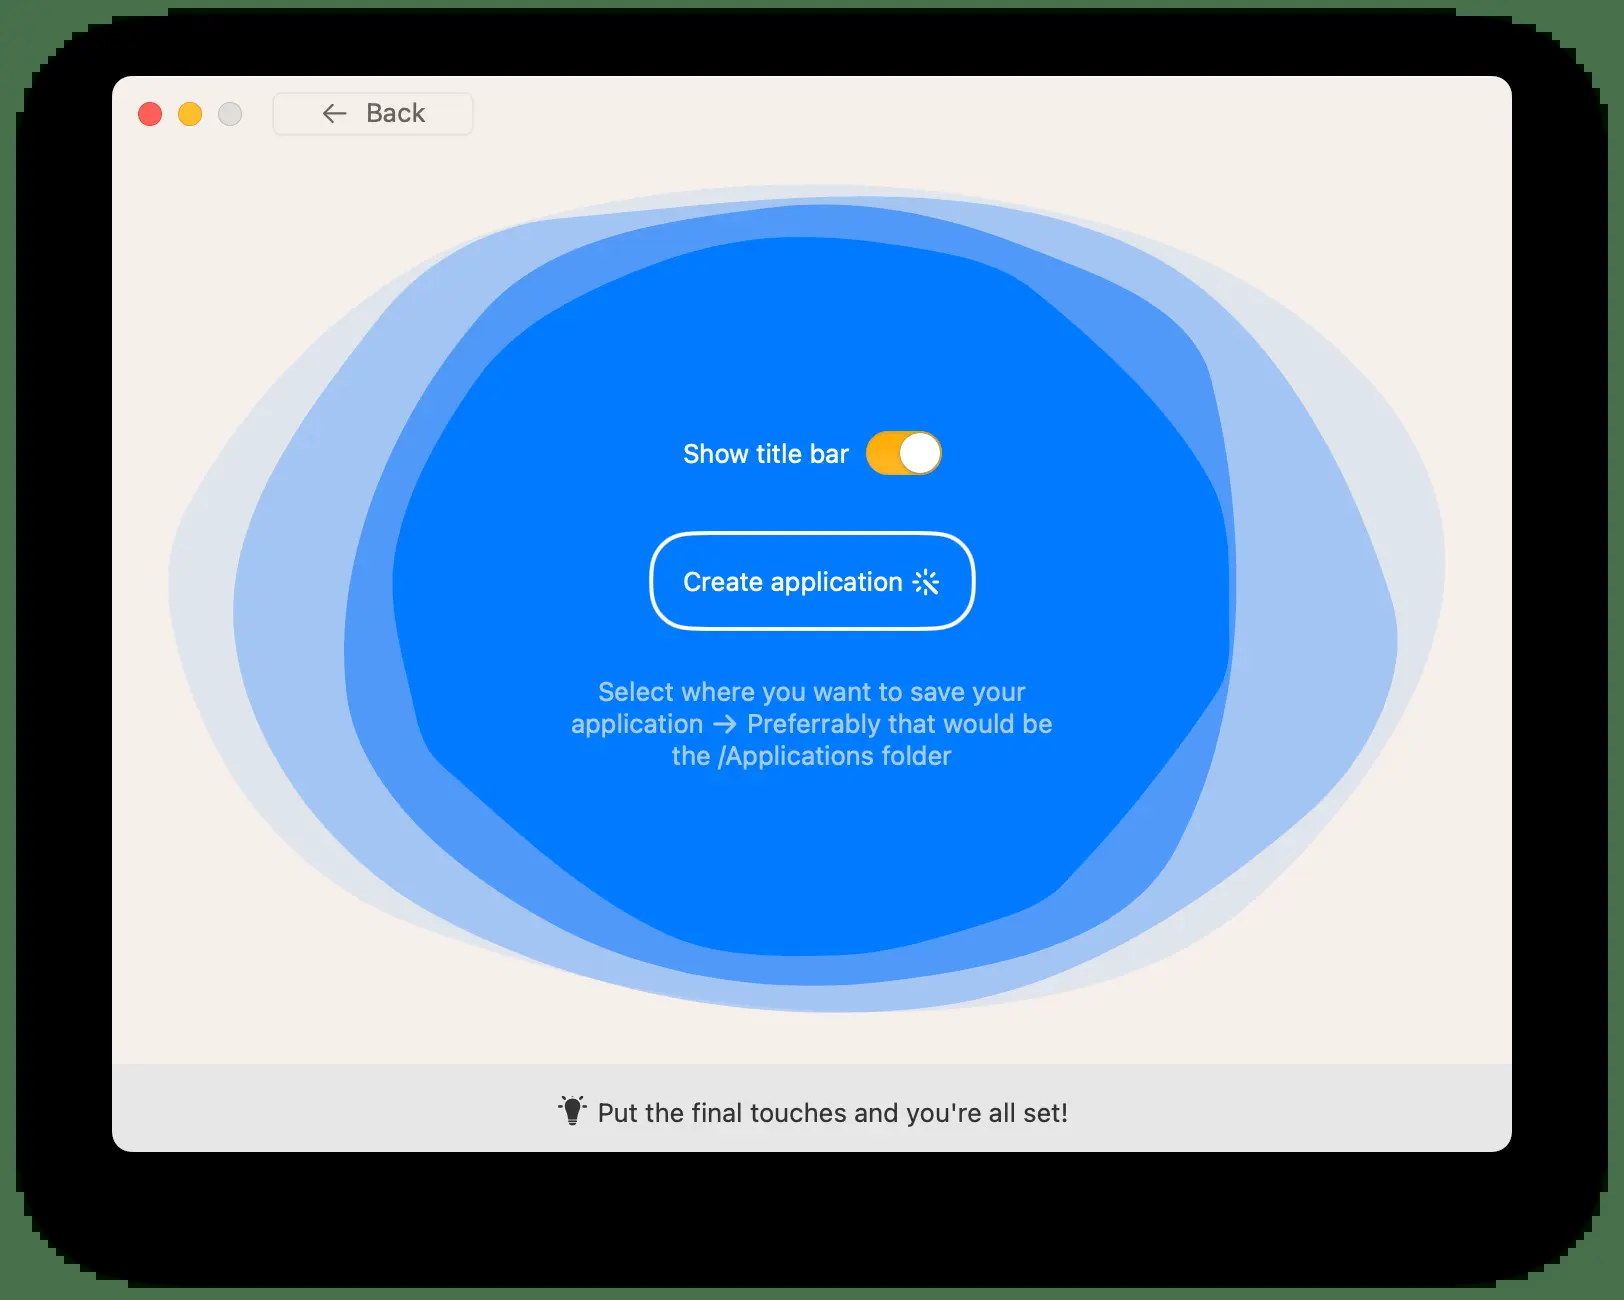 ← Back
Show title bar
Create application
Select where you want to save your
application → Preferrably that would be
the /Applications folder
Put the final touches and you're all set!